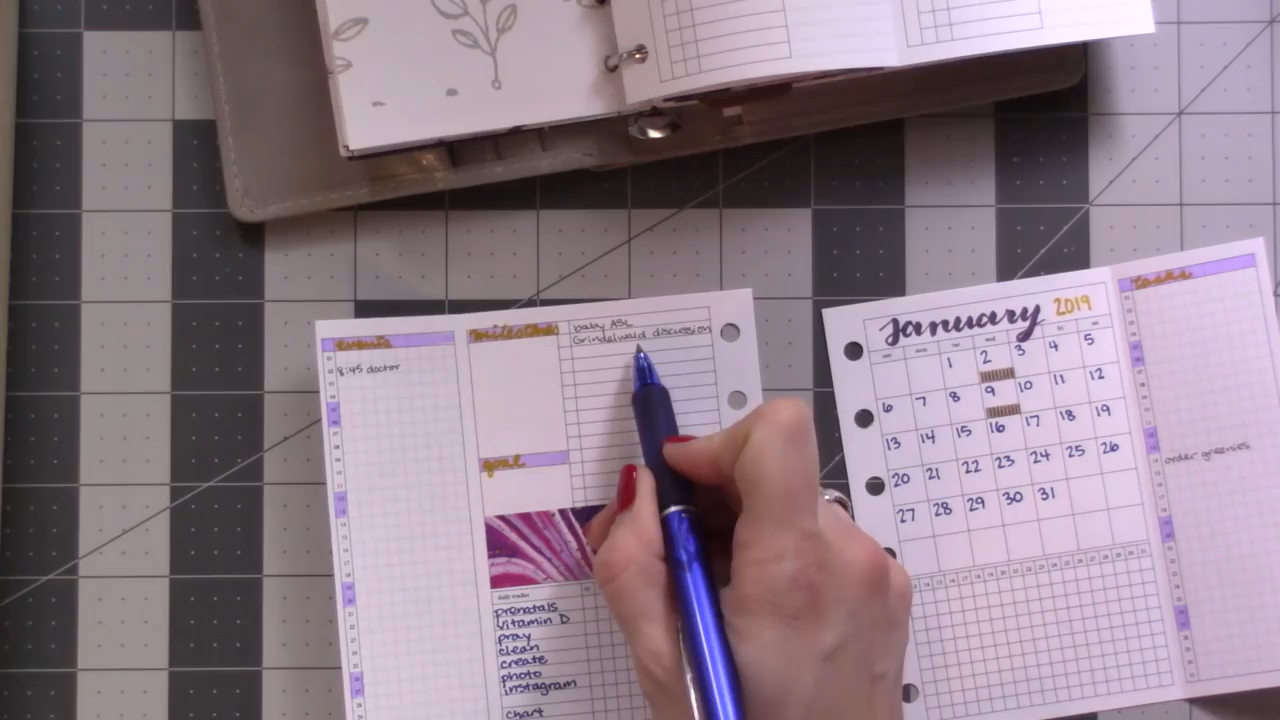 events
8:45 doctor
milestones
baby ASL
Grindelwald discussion
goal
daily tracker
prenatals
vitamin D
pray
clean
create
photo
instagram
chart
January 2019
1 2 3 4 5
6 7 8 9 10 11 12
13 14 15 16 17 18 19
20 21 22 23 24 25 26
27 28 29 30 31
tasks
order greenies